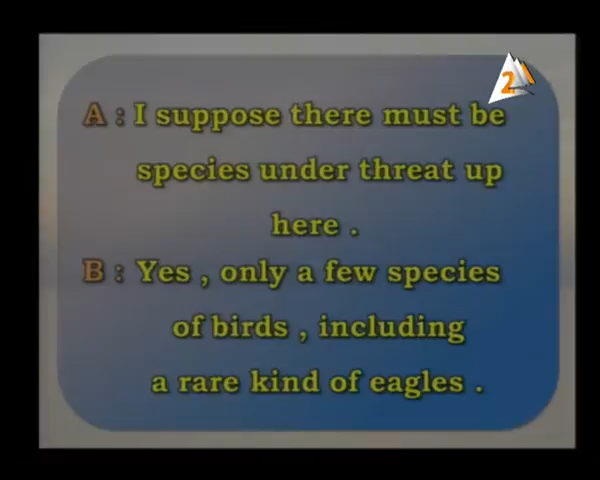 2
A : I suppose there must be
species under threat up
here .
B : Yes , only a few species
of birds , including
a rare kind of eagles .